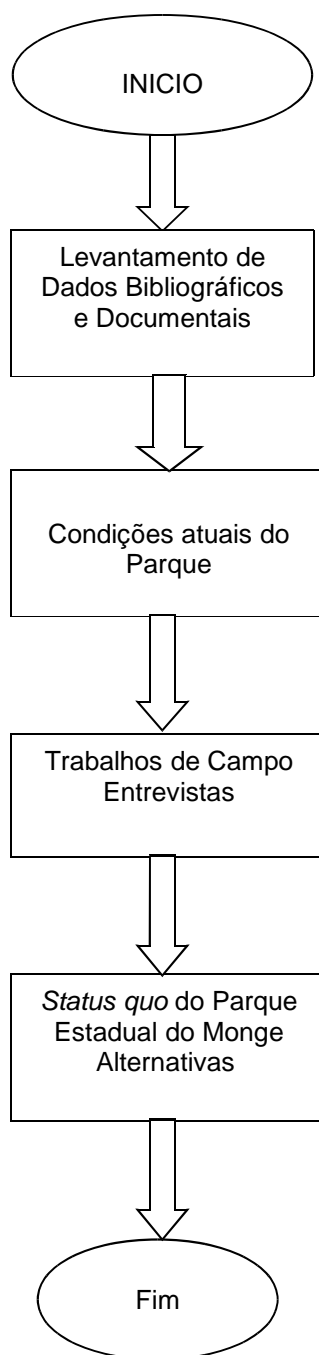 INICIO
Levantamento de
Dados Bibliográficos
e Documentais
Condições atuais do
Parque
Trabalhos de Campo
Entrevistas
Status quo do Parque
Estadual do Monge
Alternativas
Fim